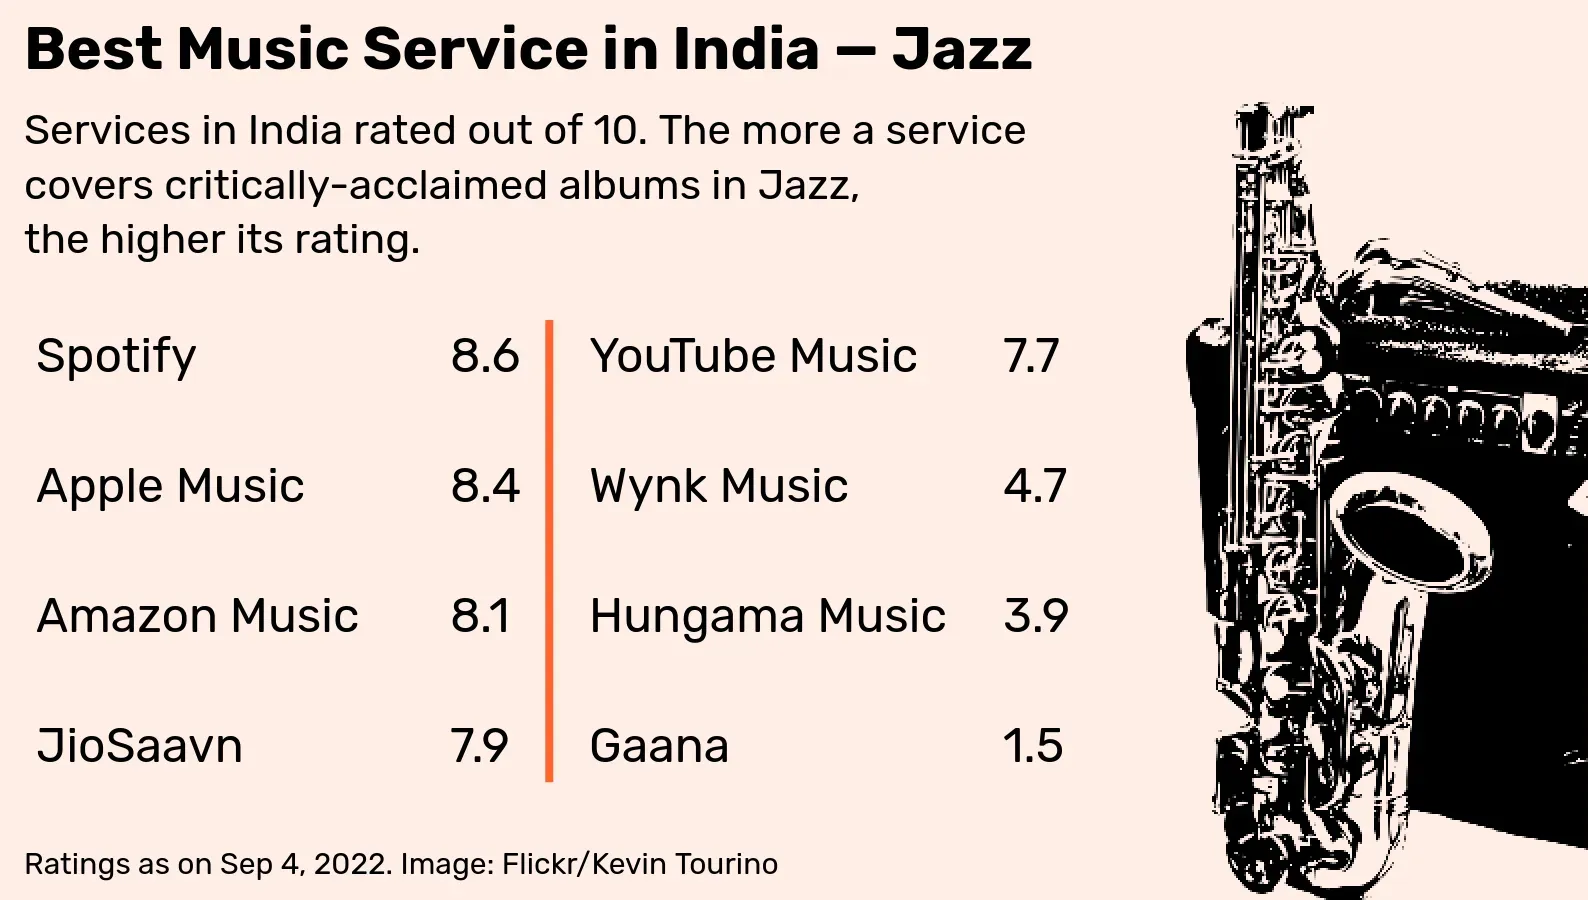 Best Music Service in India — Jazz
Services in India rated out of 10. The more a service
covers critically-acclaimed albums in Jazz,
the higher its rating.
Spotify 8.6
Apple Music 8.4
Amazon Music 8.1
JioSaavn 7.9
YouTube Music 7.7
Wynk Music 4.7
Hungama Music 3.9
Gaana 1.5
Ratings as on Sep 4, 2022. Image: Flickr/Kevin Tourino